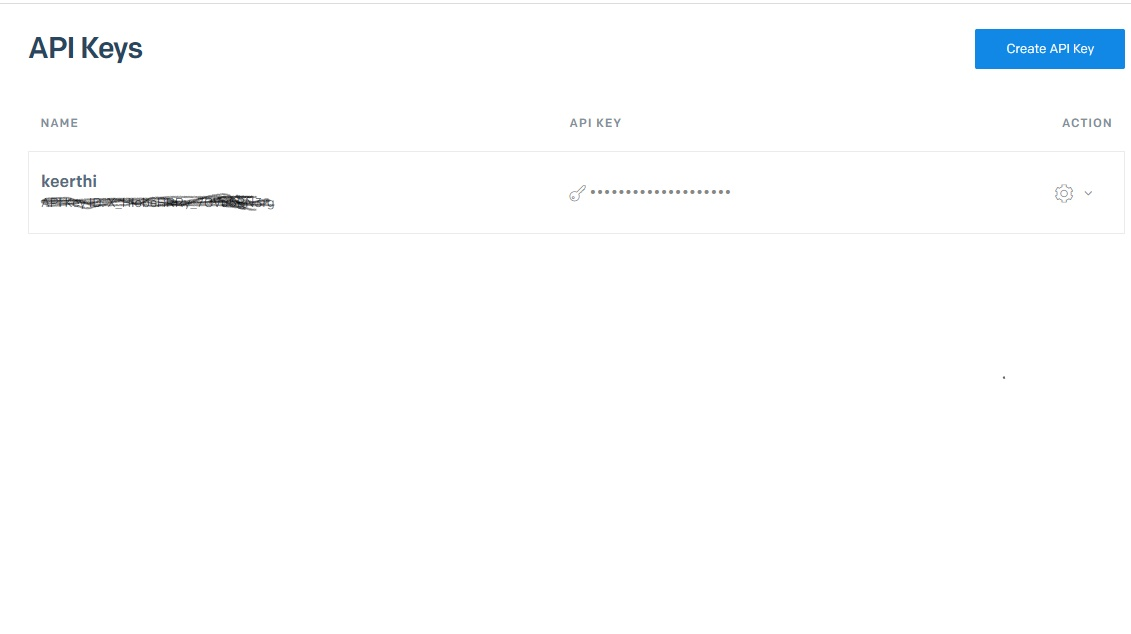 API Keys
Create API Key
NAME
API KEY
ACTION
keerthi